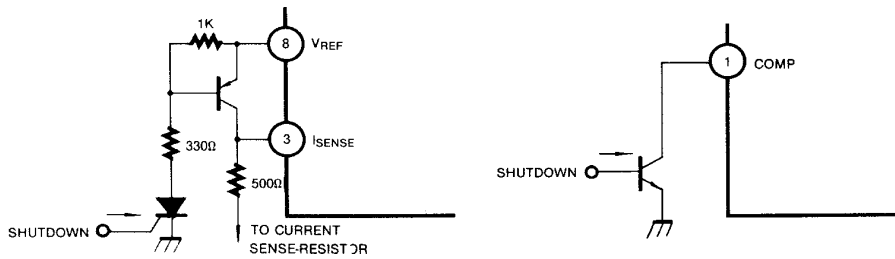 1K
8
VREF
3
ISENSE
330Ω
500Ω
SHUTDOWN
TO CURRENT
SENSE-RESISTOR
1
COMP
SHUTDOWN